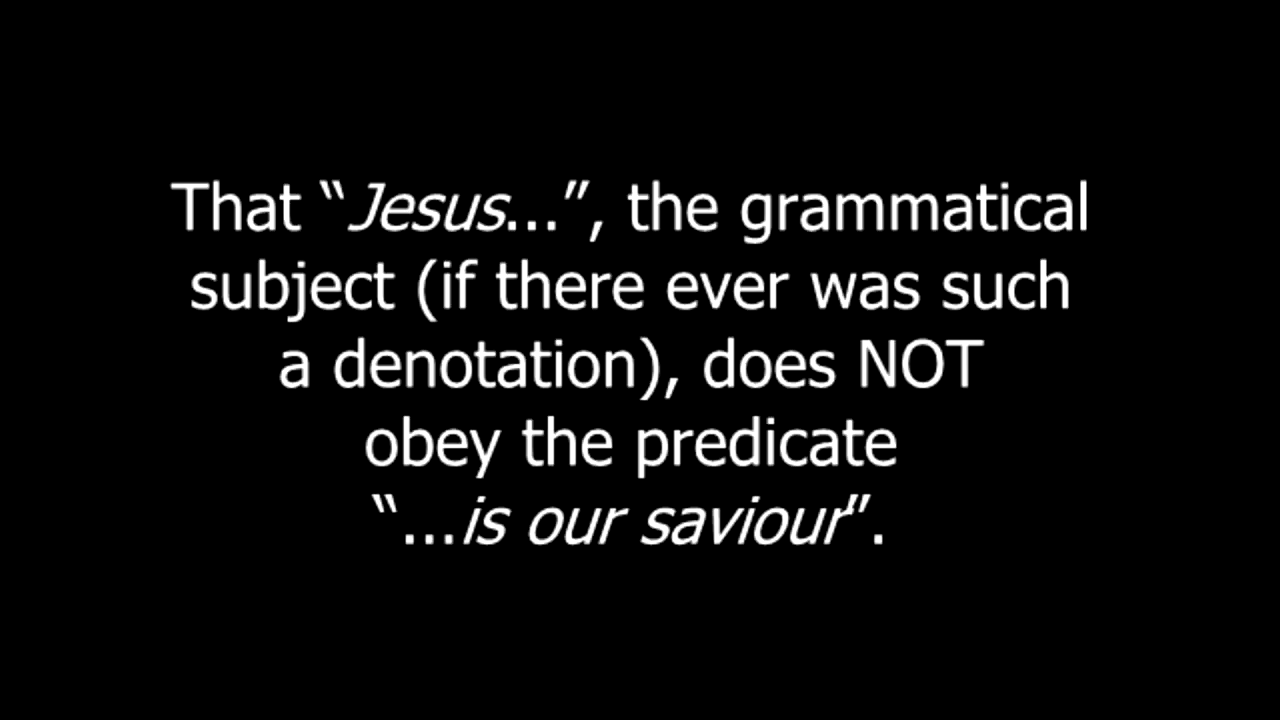 That “Jesus...”, the grammatical
subject (if there ever was such
a denotation), does NOT
obey the predicate
“...is our saviour”.